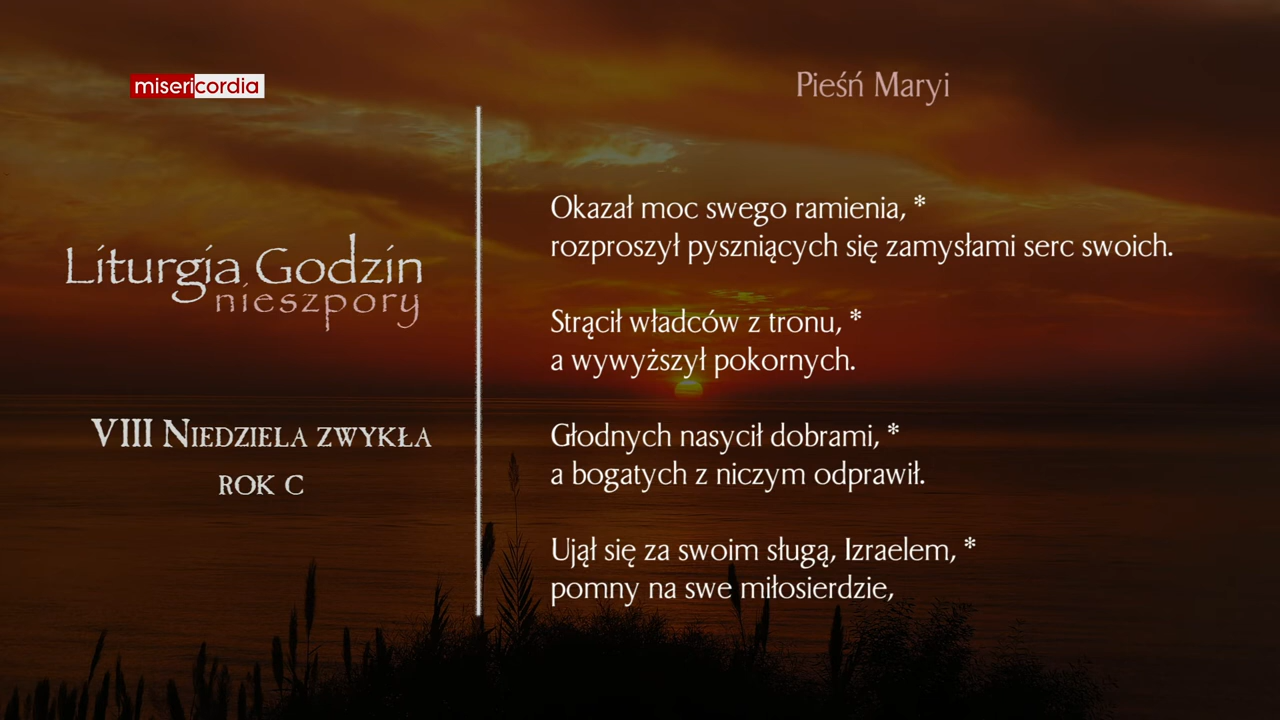 misericordia
Liturgia Godzin
nieszpory
VIII Niedziela zwykła
rok C
Pieśń Maryi
Okazał moc swego ramienia, *
rozproszył pyszniących się zamysłami serc swoich.
Strącił władców z tronu, *
a wywyższył pokornych.
Głodnych nasycił dobrami, *
a bogatych z niczym odprawił.
Ujął się za swoim sługą, Izraelem, *
pomny na swe miłosierdzie,